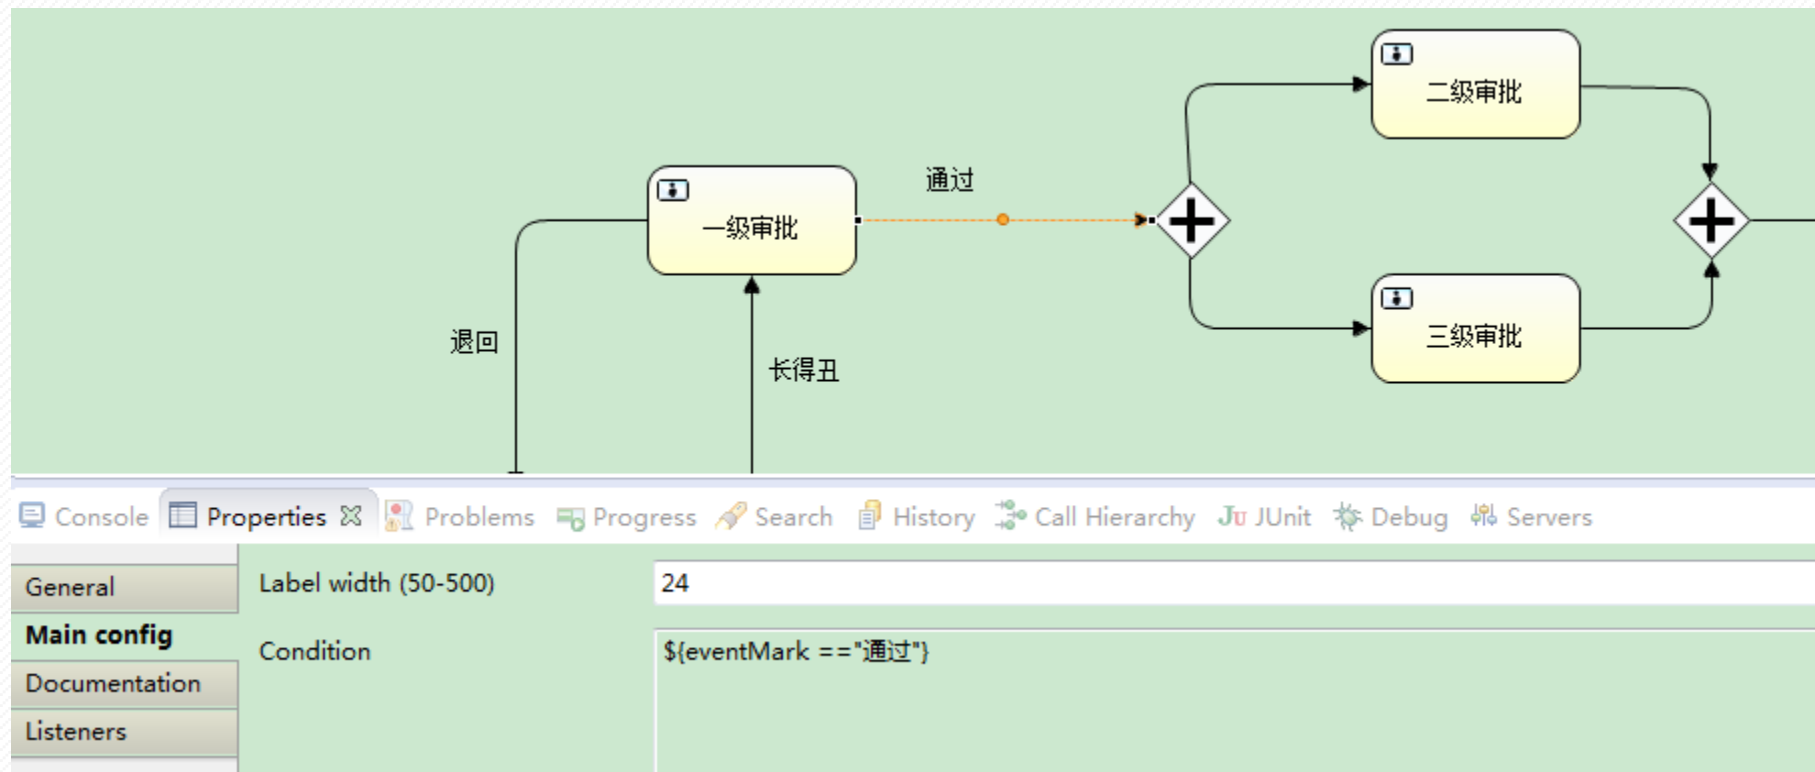 二级审批
通过
一级审批
三级审批
退回
长得丑
Console Properties Problems Progress Search History Call Hierarchy JU JUnit Debug Servers
General
Label width (50-500) 24
Main config
Condition ${eventMark =="通过"}
Documentation
Listeners